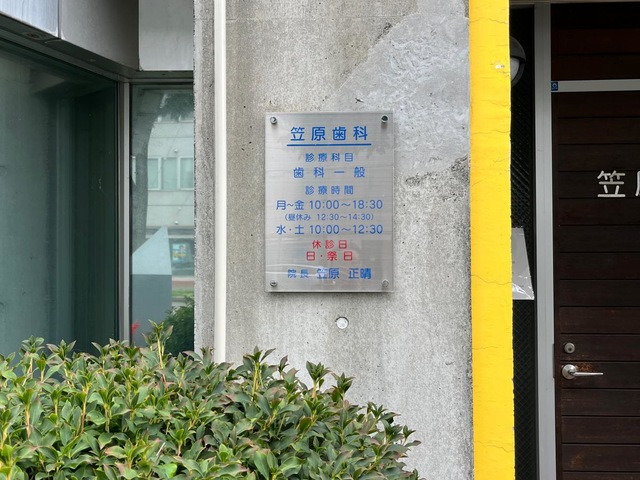 笠原歯科
診療科目
歯科一般
診療時間
月~金 10:00~18:30
(昼休み 12:30~14:30)
水・土 10:00~12:30
休診日
日・祭日
院長 笠原 正晴
笠